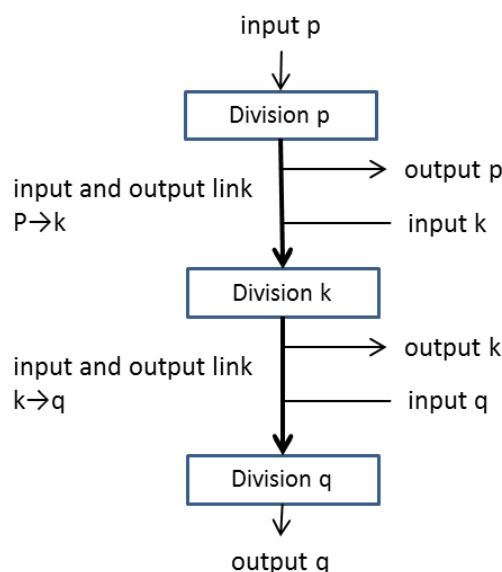 input p
Division p
output p
input and output link
P→k
input k
Division k
output k
input and output link
k→q
input q
Division q
output q